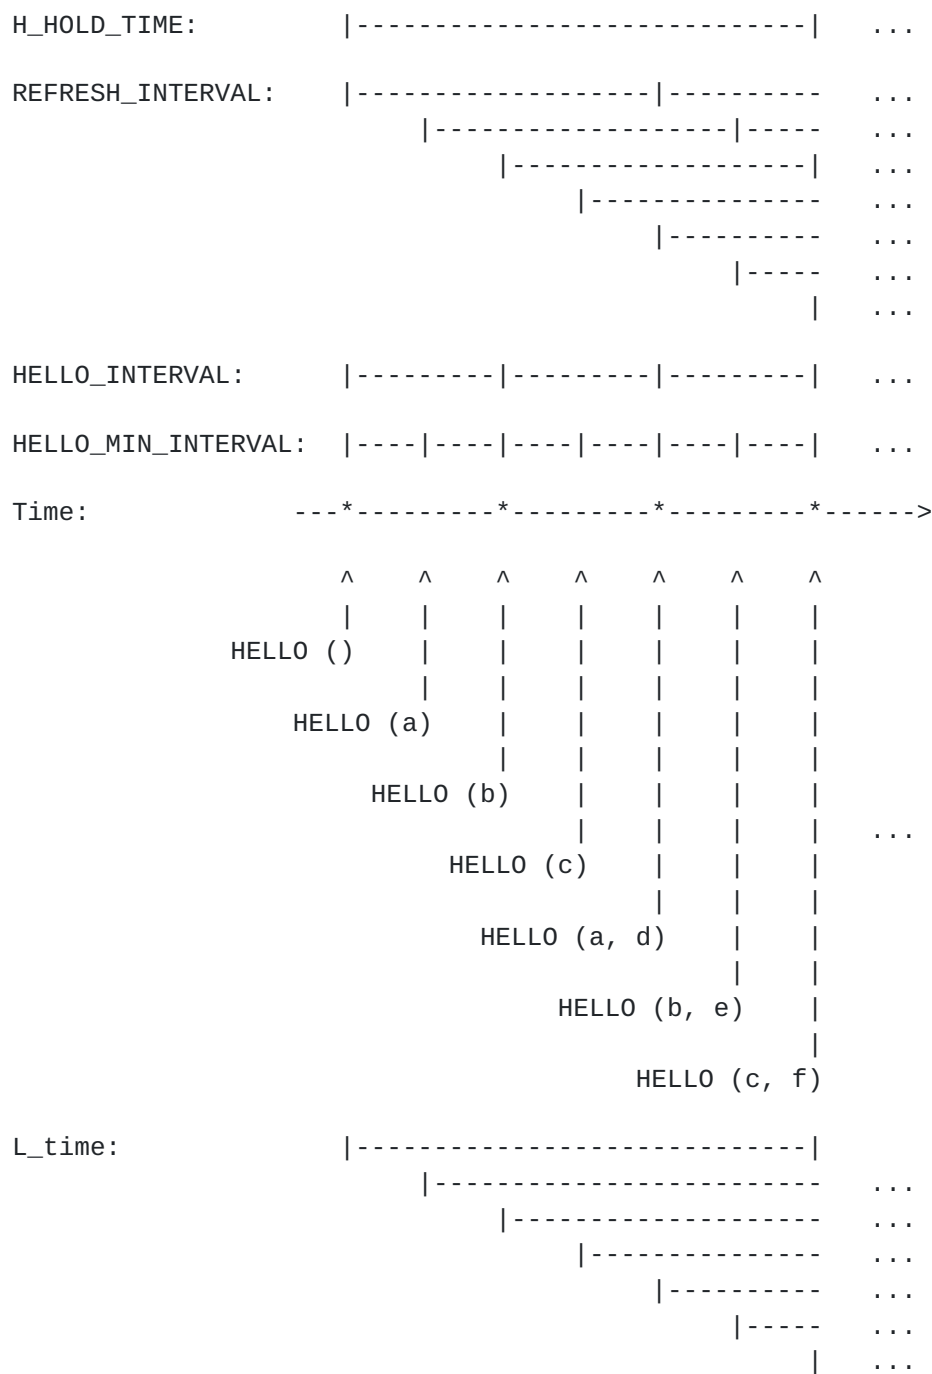 H_HOLD_TIME:         |-----------------------------|   ...
REFRESH_INTERVAL:    |-------------------|----------   ...
                          |-------------------|-----   ...
                               |-------------------|   ...
                                    |---------------   ...
                                         |----------   ...
                                              |-----   ...
                                                   |   ...
HELLO_INTERVAL:      |---------|---------|---------|   ...
HELLO_MIN_INTERVAL:  |----|----|----|----|----|----|   ...
Time:             ---*---------*---------*---------*------>
                     ^    ^    ^    ^    ^    ^    ^
                     |    |    |    |    |    |    |
              HELLO ()    |    |    |    |    |    |
                          |    |    |    |    |    |
                  HELLO (a)    |    |    |    |    |
                               |    |    |    |    |
                       HELLO (b)    |    |    |    |
                                    |    |    |    |   ...
                            HELLO (c)    |    |    |
                                         |    |    |
                              HELLO (a, d)    |    |
                                              |    |
                                   HELLO (b, e)    |
                                                   |
                                        HELLO (c, f)
L_time:              |-----------------------------|
                          |-------------------------   ...
                               |--------------------   ...
                                    |---------------   ...
                                         |----------   ...
                                              |-----   ...
                                                   |   ...